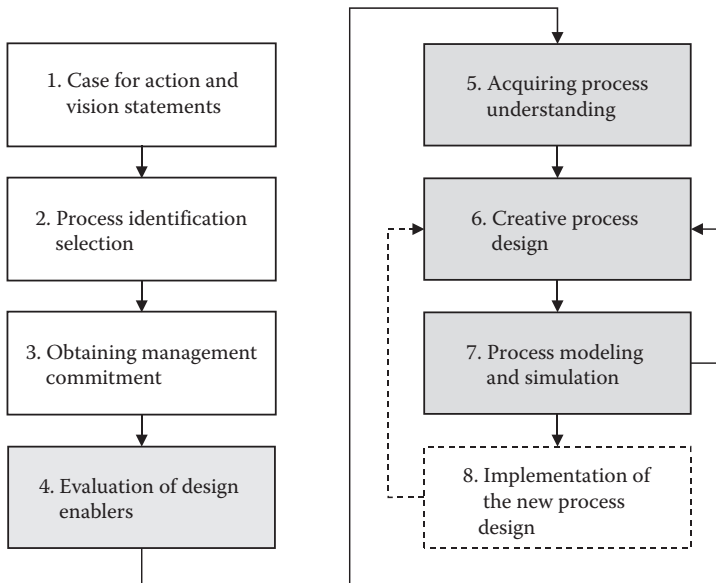 1. Case for action and
vision statements
2. Process identification
selection
3. Obtaining management
commitment
4. Evaluation of design
enablers
5. Acquiring process
understanding
6. Creative process
design
7. Process modeling
and simulation
8. Implementation of
the new process
design